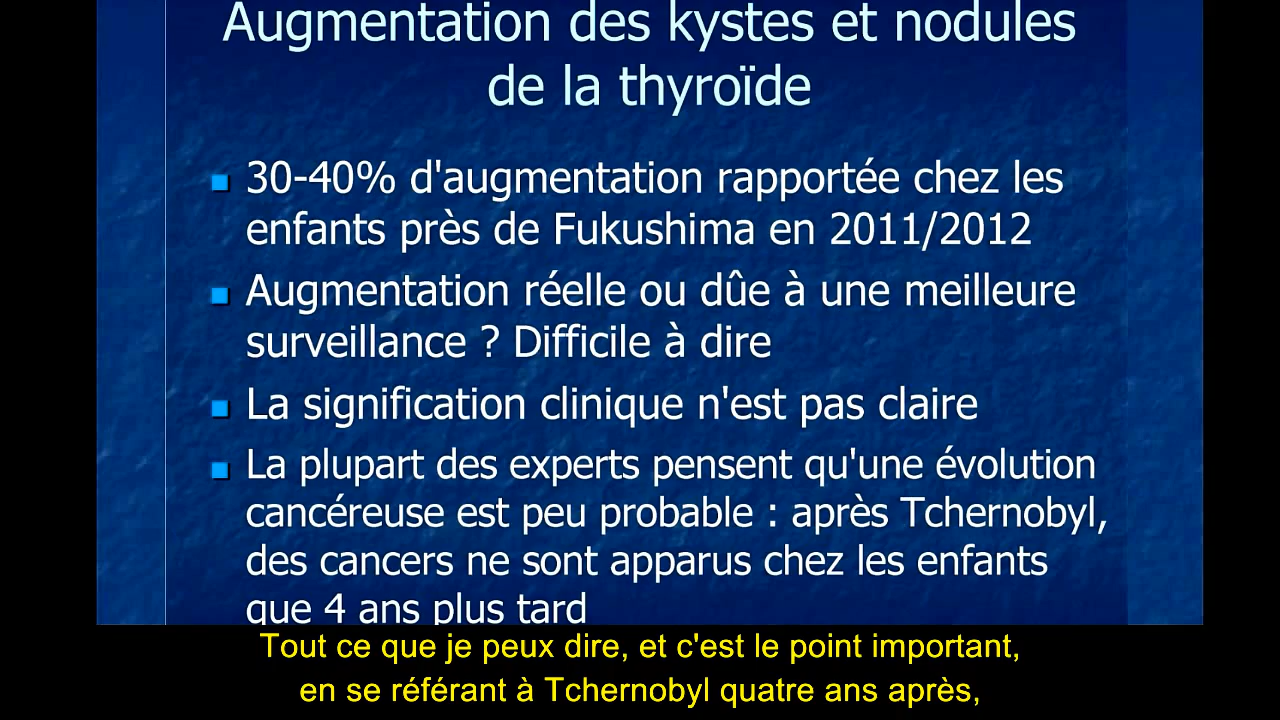 Augmentation des kystes et nodules
de la thyroïde
30-40% d'augmentation rapportée chez les
enfants près de Fukushima en 2011/2012
Augmentation réelle ou dûe à une meilleure
surveillance ? Difficile à dire
La signification clinique n'est pas claire
La plupart des experts pensent qu'une évolution
cancéreuse est peu probable : après Tchernobyl,
des cancers ne sont apparus chez les enfants
que 4 ans plus tard
Tout ce que je peux dire, et c'est le point important,
en se référant à Tchernobyl quatre ans après,